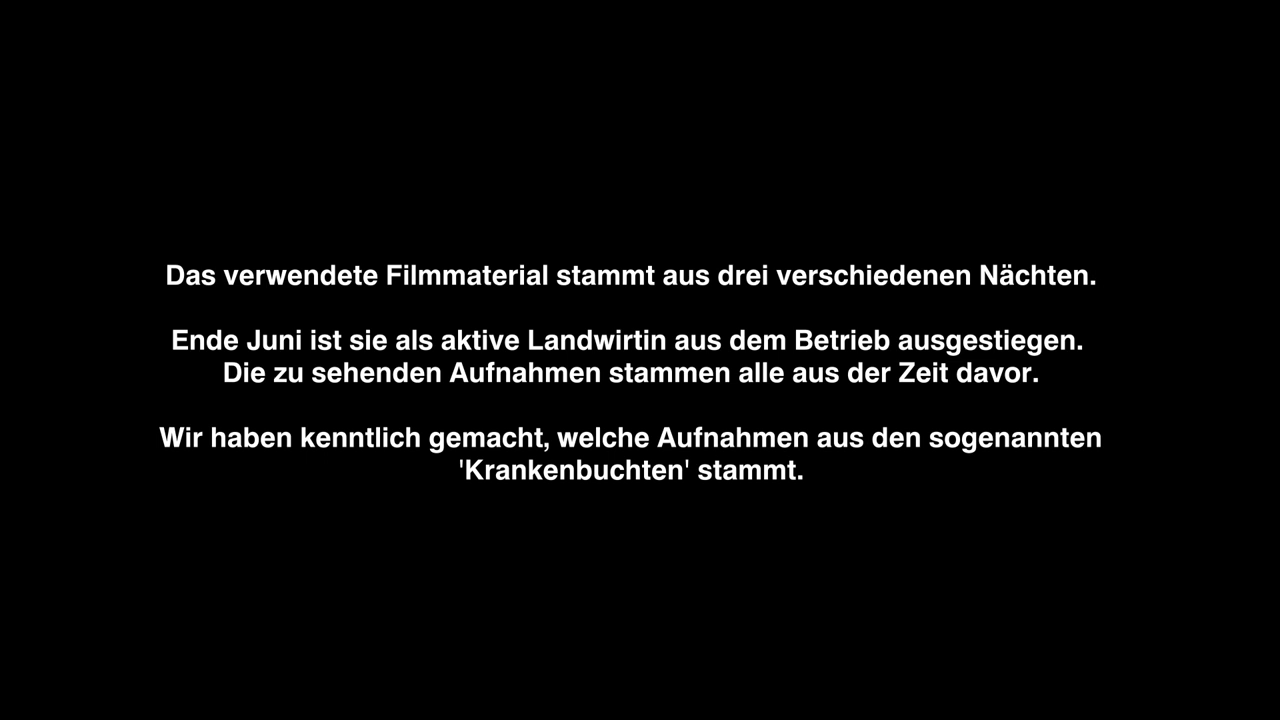 Das verwendete Filmmaterial stammt aus drei verschiedenen Nächten.
Ende Juni ist sie als aktive Landwirtin aus dem Betrieb ausgestiegen.
Die zu sehenden Aufnahmen stammen alle aus der Zeit davor.
Wir haben kenntlich gemacht, welche Aufnahmen aus den sogenannten
'Krankenbuchten' stammt.